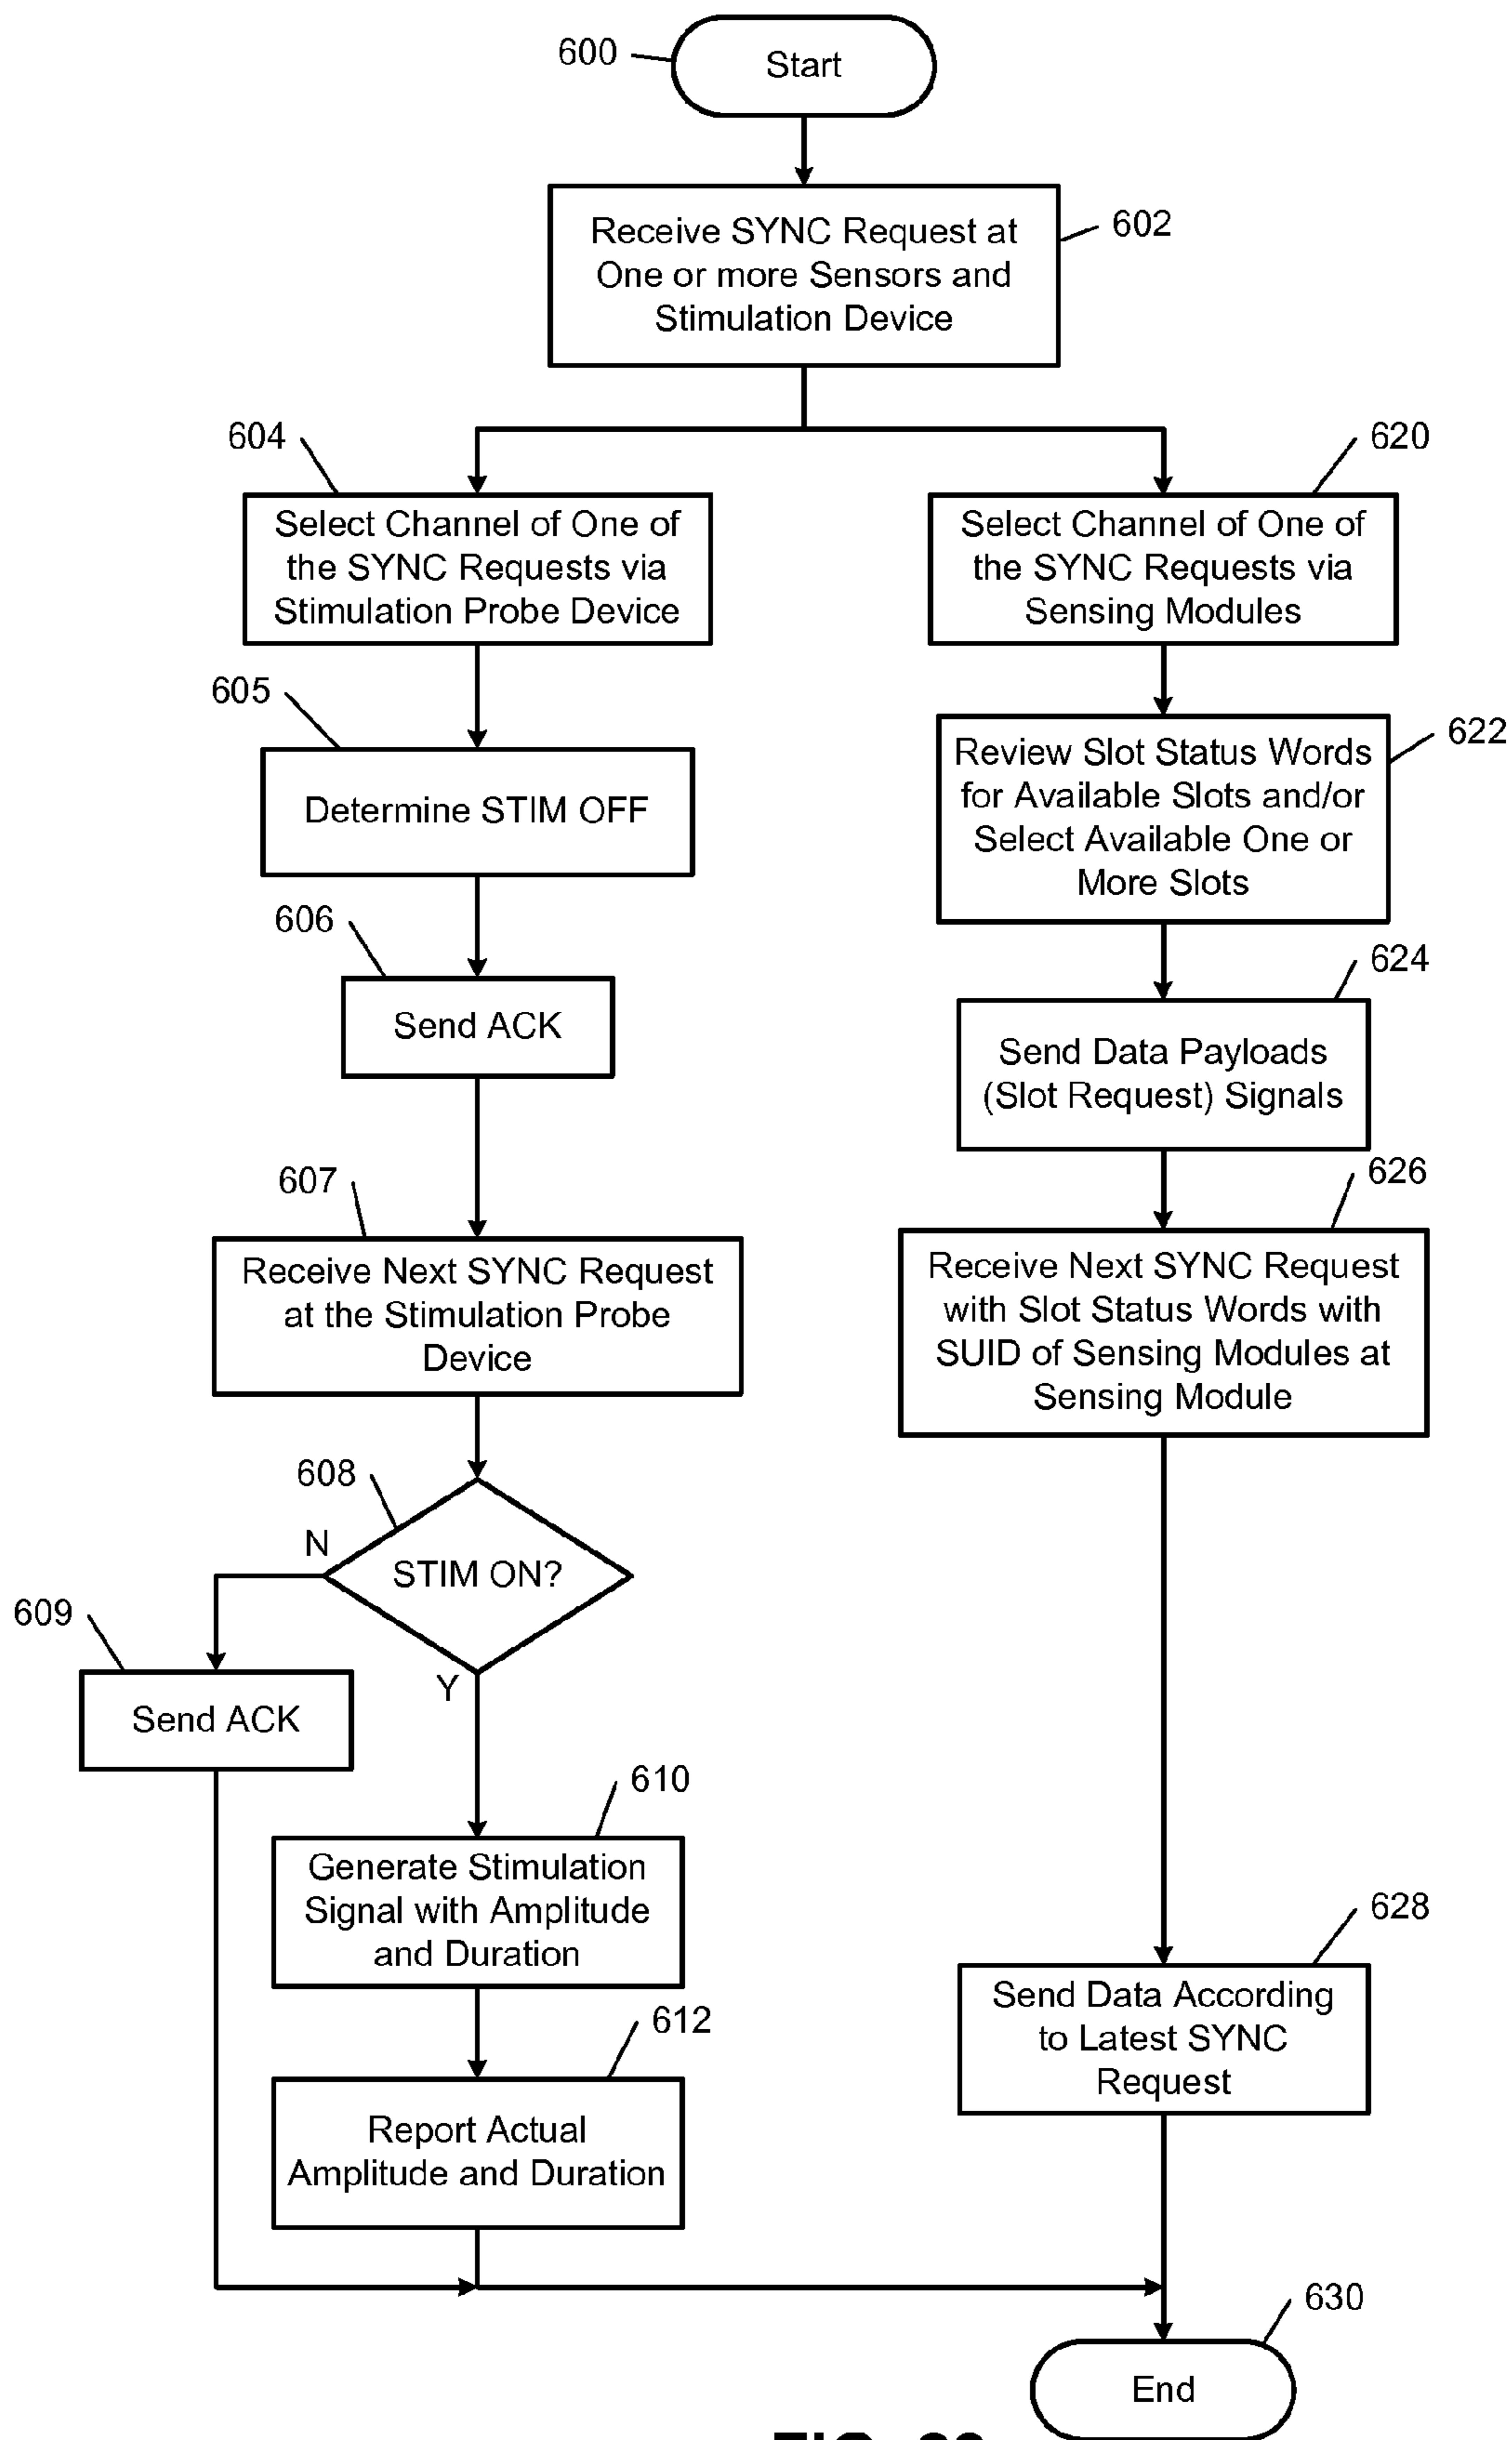 600
Start
Receive SYNC Request at
One or more Sensors and
Stimulation Device
602
604
Select Channel of One of
the SYNC Requests via
Stimulation Probe Device
605
Determine STIM OFF
606
Send ACK
607
Receive Next SYNC Request
at the Stimulation Probe
Device
608
STIM ON?
N
Y
609
Send ACK
610
Generate Stimulation
Signal with Amplitude
and Duration
612
Report Actual
Amplitude and Duration
620
Select Channel of One of
the SYNC Requests via
Sensing Modules
622
Review Slot Status Words
for Available Slots and/or
Select Available One or
More Slots
624
Send Data Payloads
(Slot Request) Signals
626
Receive Next SYNC Request
with Slot Status Words with
SUID of Sensing Modules at
Sensing Module
628
Send Data According
to Latest SYNC
Request
630
End